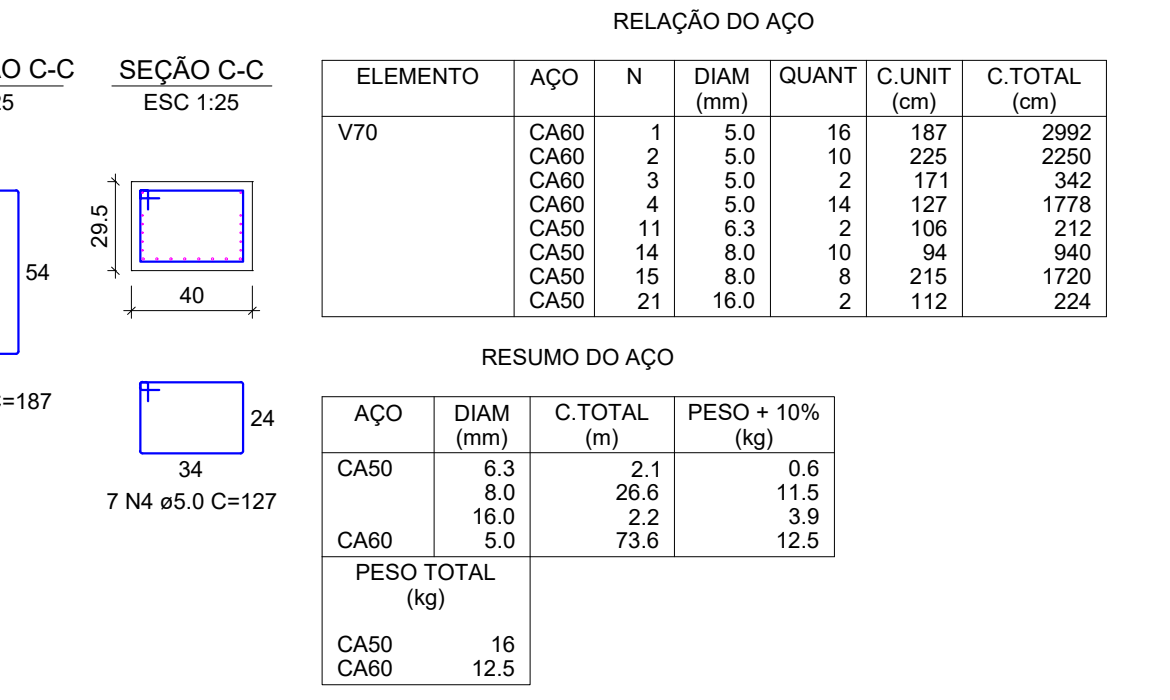 RELAÇÃO DO AÇO
O C-C
SEÇÃO C-C
ESC 1:25
ELEMENTO AÇO N DIAM (mm) QUANT C.UNIT (cm) C.TOTAL (cm)
V70 CA60 1 5.0 16 187 2992
CA60 2 5.0 10 225 2250
CA60 3 5.0 2 171 342
CA60 4 5.0 14 127 1778
CA50 11 6.3 2 106 212
CA50 14 8.0 10 94 940
CA50 15 8.0 8 215 1720
CA50 21 16.0 2 112 224
29.5
54
40
RESUMO DO AÇO
=187
24
34
7 N4 ø5.0 C=127
AÇO DIAM (mm) C.TOTAL (m) PESO + 10% (kg)
CA50 6.3 2.1 0.6
8.0 26.6 11.5
16.0 2.2 3.9
CA60 5.0 73.6 12.5
PESO TOTAL
(kg)
CA50 16
CA60 12.5